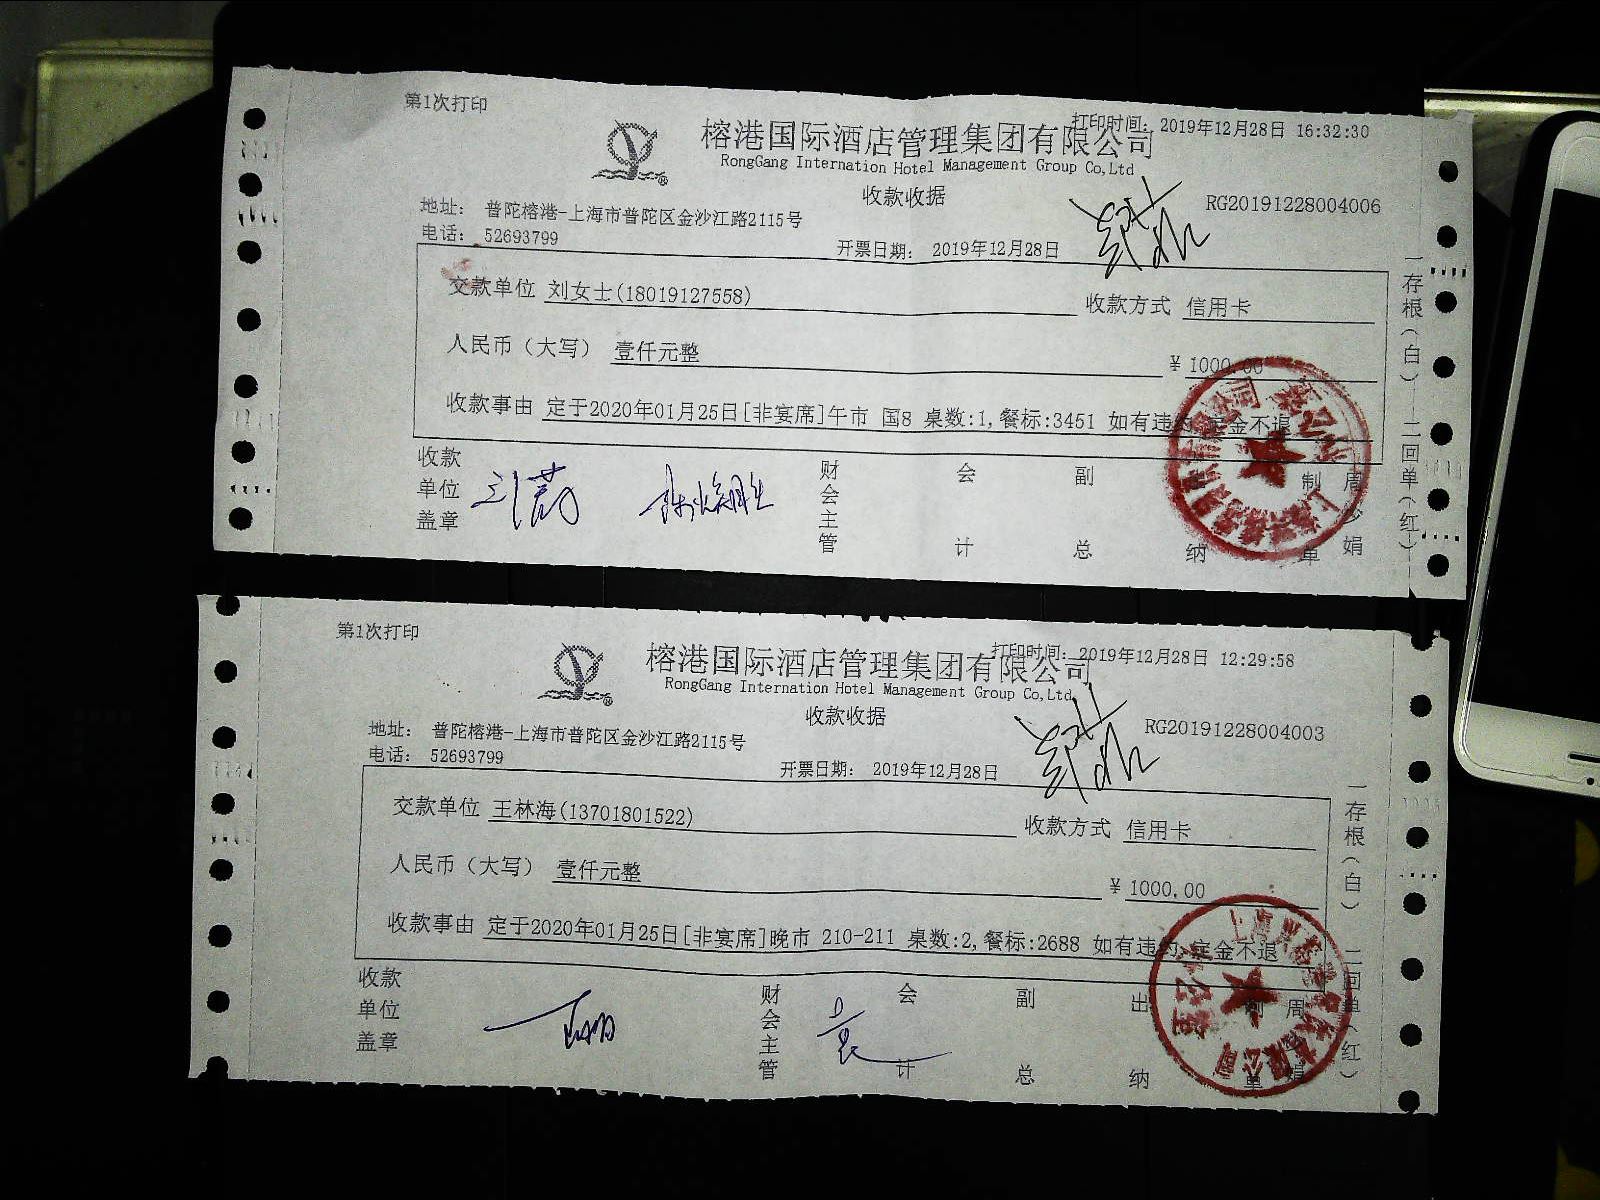 第1次打印
打印时间: 2019年12月28日 16:32:30
榕港国际酒店管理集团有限公司
RongGang Internation Hotel Management Group Co,Ltd
收款收据
RG20191228004006
地址: 普陀榕港-上海市普陀区金沙江路2115号
电话: 52693799
开票日期: 2019年12月28日
交款单位 刘女士(18019127558) 收款方式 信用卡
人民币(大写) 壹仟元整 ¥ 1000.00
收款事由 定于2020年01月25日[非宴席]午市 国8 桌数:1,餐标:3451 如有违约 定金不退
收款单位盖章 财会主管 会计 副总 纳 制单 周 娟
一存根(白) 二回单(红)
第1次打印
打印时间: 2019年12月28日 12:29:58
榕港国际酒店管理集团有限公司
RongGang Internation Hotel Management Group Co,Ltd
收款收据
RG20191228004003
地址: 普陀榕港-上海市普陀区金沙江路2115号
电话: 52693799
开票日期: 2019年12月28日
交款单位 王林海(13701801522) 收款方式 信用卡
人民币(大写) 壹仟元整 ¥ 1000.00
收款事由 定于2020年01月25日[非宴席]晚市 210-211 桌数:2,餐标:2688 如有违约 定金不退
收款单位盖章 财会主管 会计 副总 出纳 制单 周 娟
一存根(白) 二回单(红)